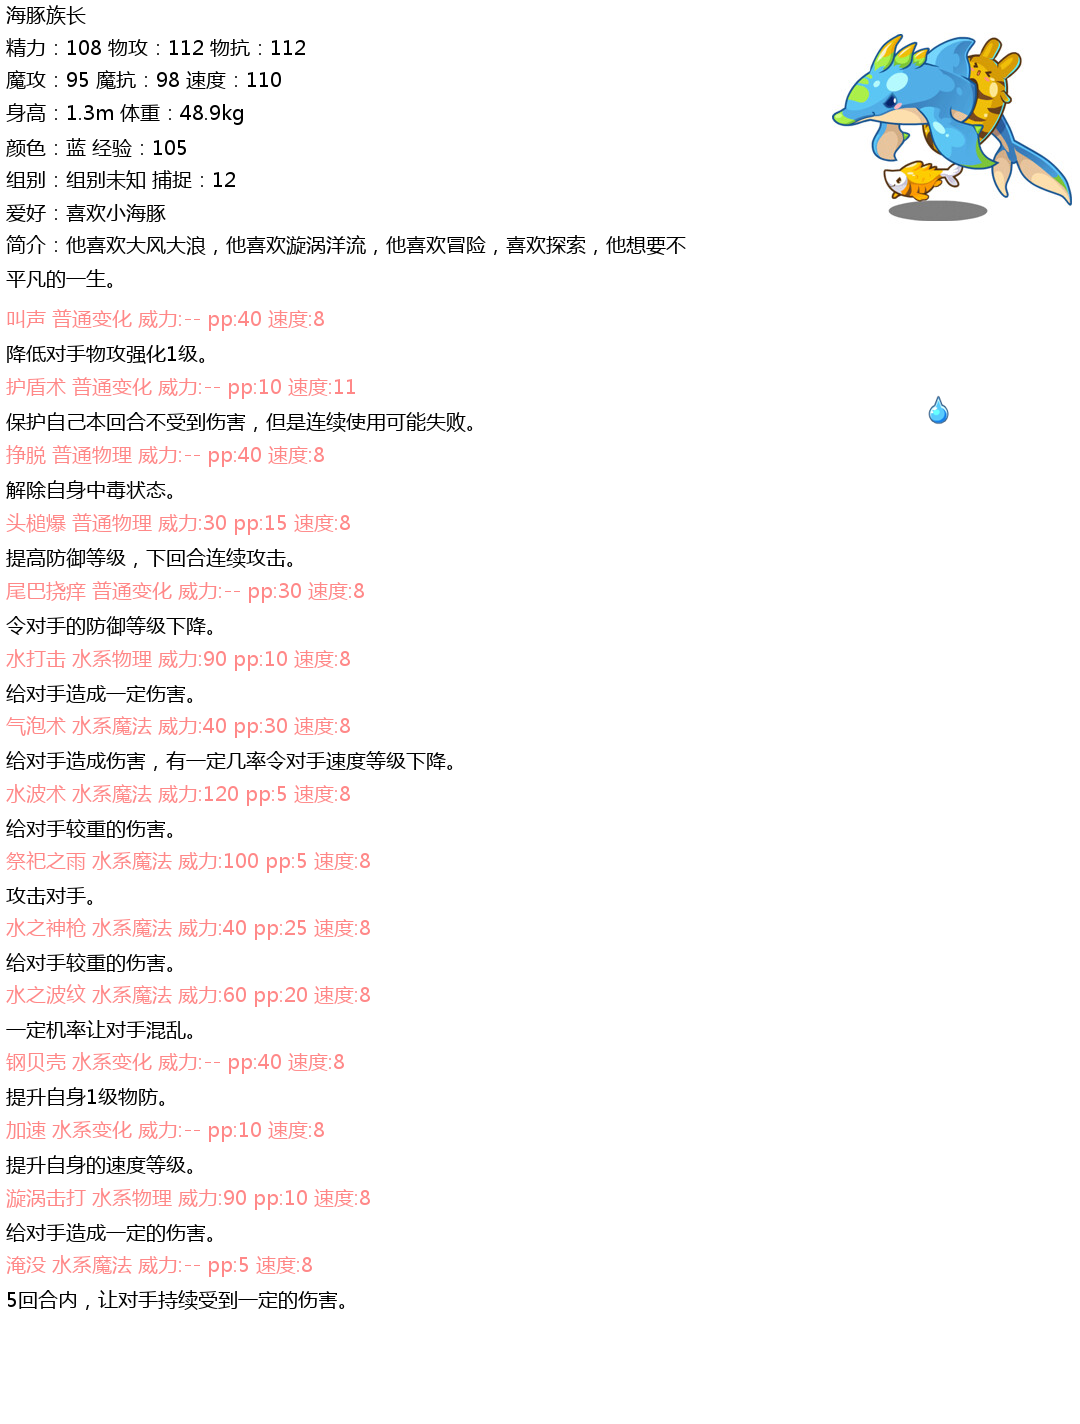 海豚族长
精力：108 物攻：112 物抗：112
魔攻：95 魔抗：98 速度：110
身高：1.3m 体重：48.9kg
颜色：蓝 经验：105
组别：组别未知 捕捉：12
爱好：喜欢小海豚
简介：他喜欢大风大浪，他喜欢漩涡洋流，他喜欢冒险，喜欢探索，他想要不
平凡的一生。
叫声 普通变化 威力:-- pp:40 速度:8
降低对手物攻强化1级。
护盾术 普通变化 威力:-- pp:10 速度:11
保护自己本回合不受到伤害，但是连续使用可能失败。
挣脱 普通物理 威力:-- pp:40 速度:8
解除自身中毒状态。
头槌爆 普通物理 威力:30 pp:15 速度:8
提高防御等级，下回合连续攻击。
尾巴挠痒 普通变化 威力:-- pp:30 速度:8
令对手的防御等级下降。
水打击 水系物理 威力:90 pp:10 速度:8
给对手造成一定伤害。
气泡术 水系魔法 威力:40 pp:30 速度:8
给对手造成伤害，有一定几率令对手速度等级下降。
水波术 水系魔法 威力:120 pp:5 速度:8
给对手较重的伤害。
祭祀之雨 水系魔法 威力:100 pp:5 速度:8
攻击对手。
水之神枪 水系魔法 威力:40 pp:25 速度:8
给对手较重的伤害。
水之波纹 水系魔法 威力:60 pp:20 速度:8
一定机率让对手混乱。
钢贝壳 水系变化 威力:-- pp:40 速度:8
提升自身1级物防。
加速 水系变化 威力:-- pp:10 速度:8
提升自身的速度等级。
漩涡击打 水系物理 威力:90 pp:10 速度:8
给对手造成一定的伤害。
淹没 水系魔法 威力:-- pp:5 速度:8
5回合内，让对手持续受到一定的伤害。